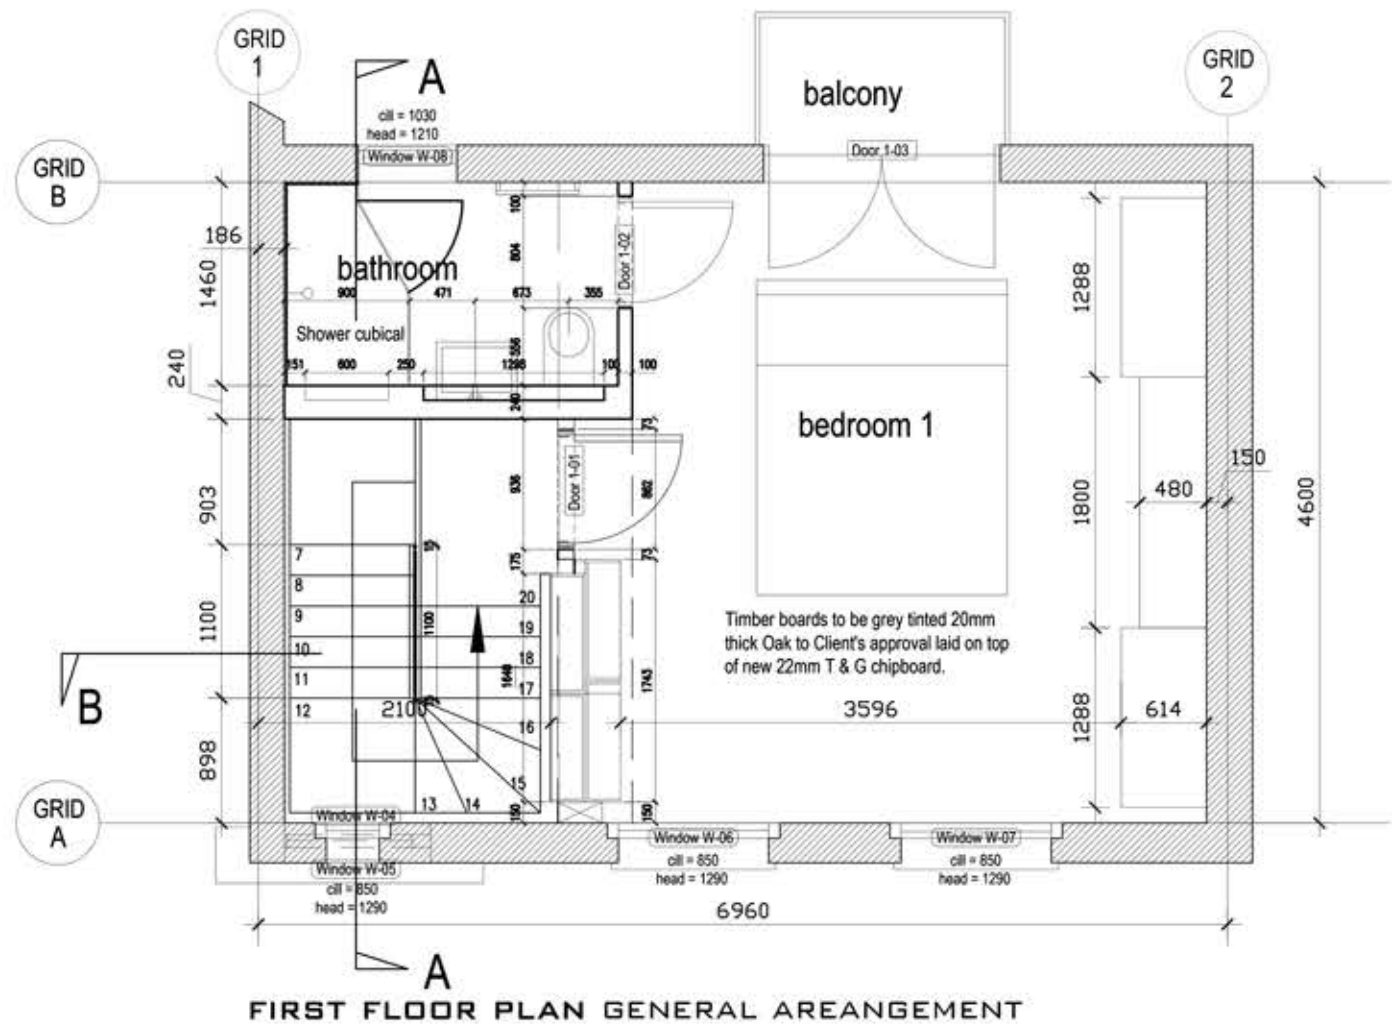 GRID
1
A
cill = 1030
head = 1210
Window W-08
balcony
Door 1-03
GRID
2
GRID
B
186
1460
240
903
1100
898
bathroom
900
471
673
355
Shower cubical
151
600
250
100
100
804
556
240
Door 1-02
Door 1-01
936
175
73
862
73
1743
150
150
bedroom 1
1288
1800
1288
480
150
4600
7
8
9
10
11
12
13
14
15
16
17
18
19
20
1100
1648
2100
Timber boards to be grey tinted 20mm
thick Oak to Client's approval laid on top
of new 22mm T & G chipboard.
3596
614
B
GRID
A
Window W-04
Window W-05
cill = 850
head = 1290
Window W-06
cill = 850
head = 1290
Window W-07
cill = 850
head = 1290
6960
A
FIRST FLOOR PLAN GENERAL AREANGEMENT